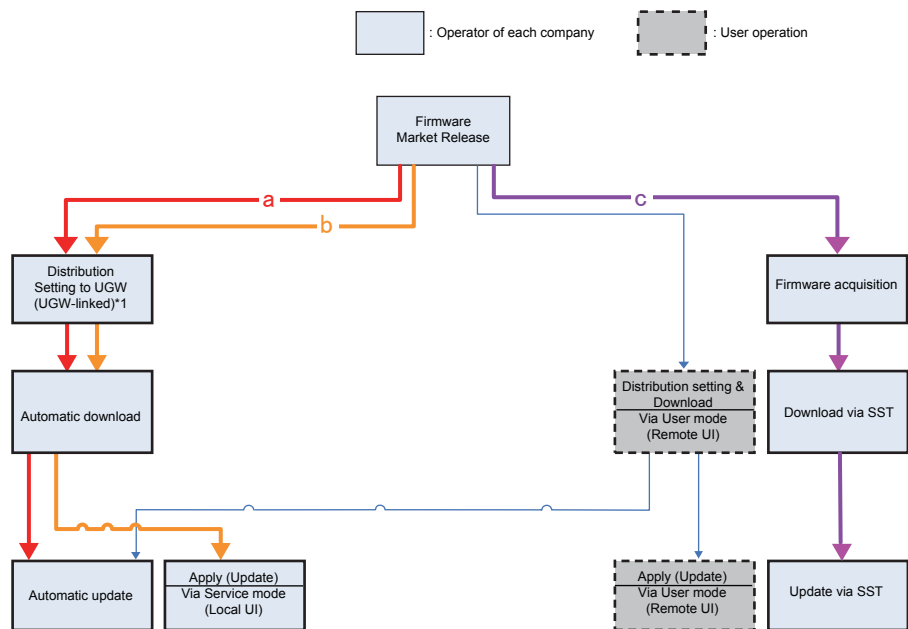 : Operator of each company
: User operation
Firmware
Market Release
a
b
c
Distribution
Setting to UGW
(UGW-linked)*1
Firmware acquisition
Automatic download
Distribution setting &
Download
Via User mode
(Remote UI)
Download via SST
Automatic update
Apply (Update)
Via Service mode
(Local UI)
Apply (Update)
Via User mode
(Remote UI)
Update via SST